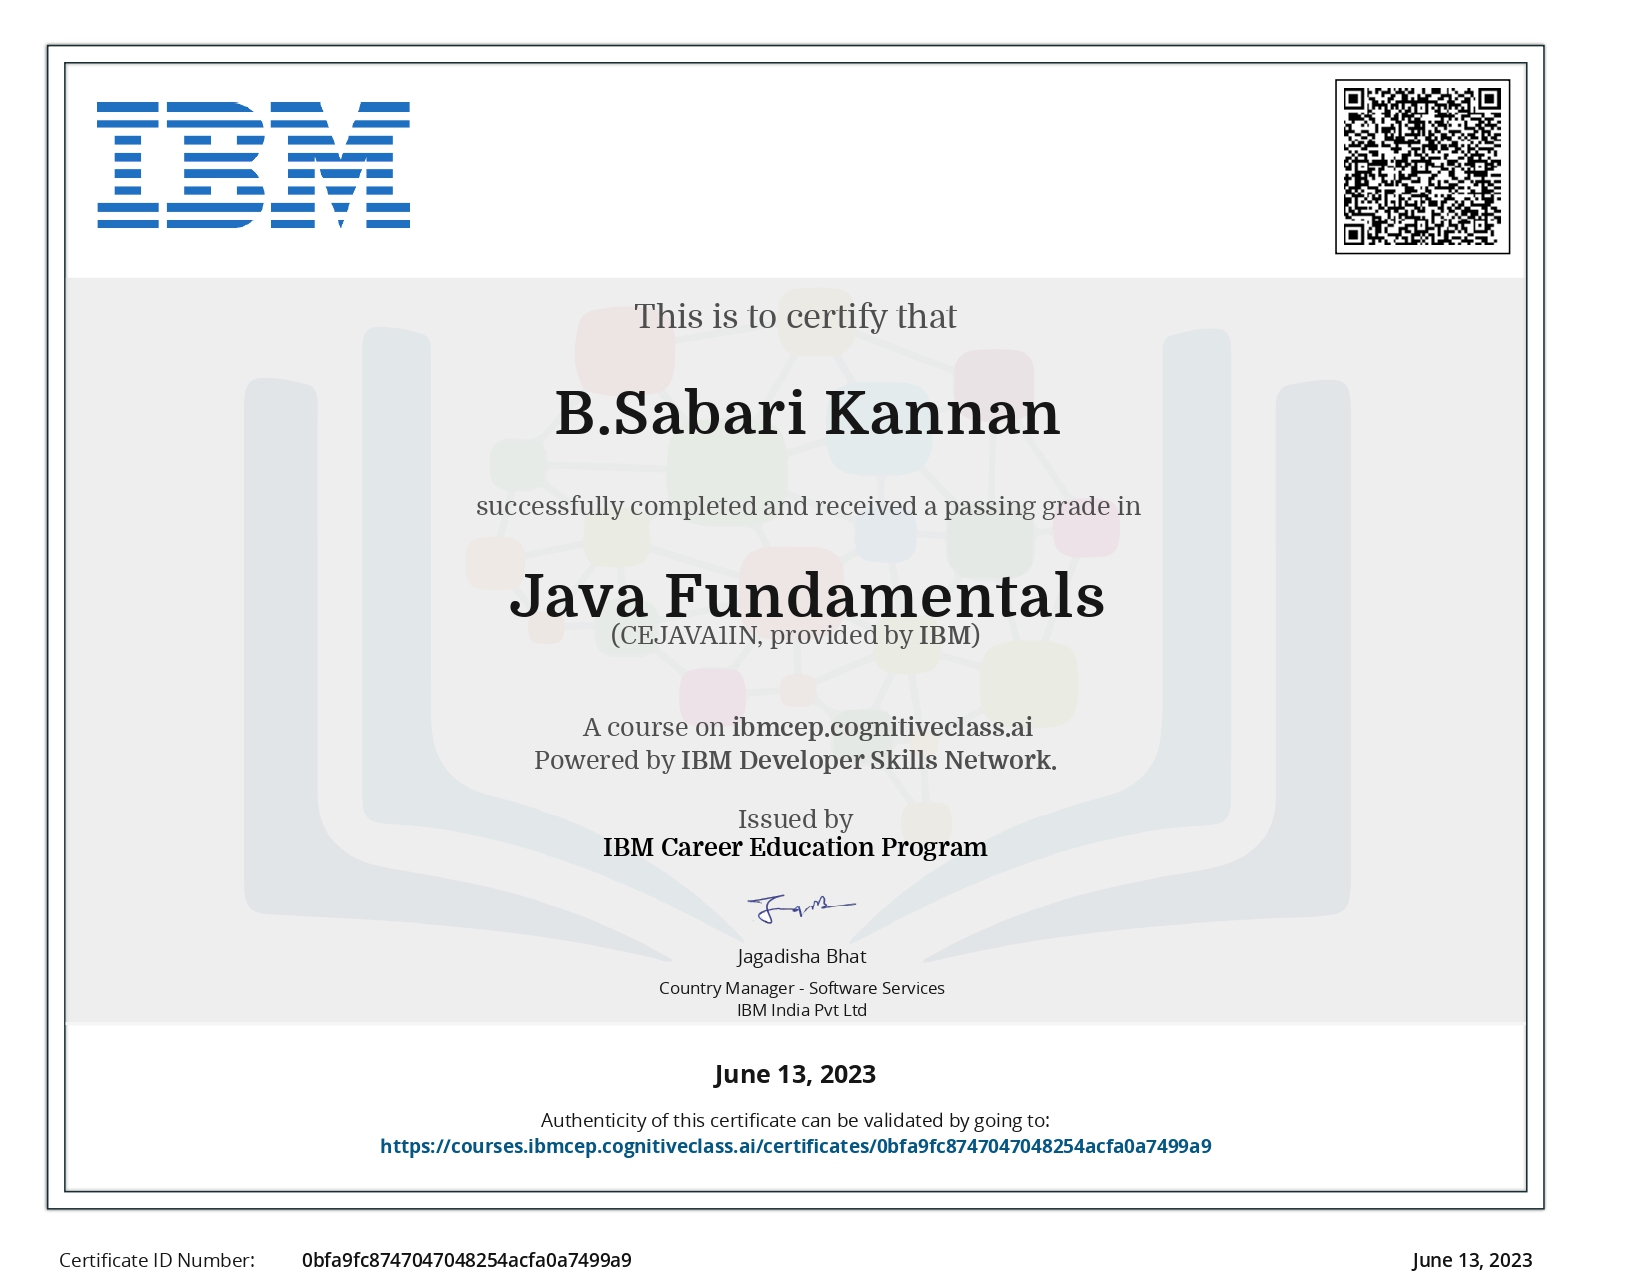 IBM
This is to certify that
B.Sabari Kannan
successfully completed and received a passing grade in
Java Fundamentals
(CEJAVA1IN, provided by IBM)
A course on ibmcep.cognitiveclass.ai
Powered by IBM Developer Skills Network.
Issued by
IBM Career Education Program
Jagadisha Bhat
Country Manager - Software Services
IBM India Pvt Ltd
June 13, 2023
Authenticity of this certificate can be validated by going to:
https://courses.ibmcep.cognitiveclass.ai/certificates/0bfa9fc8747047048254acfa0a7499a9
Certificate ID Number: 0bfa9fc8747047048254acfa0a7499a9 June 13, 2023